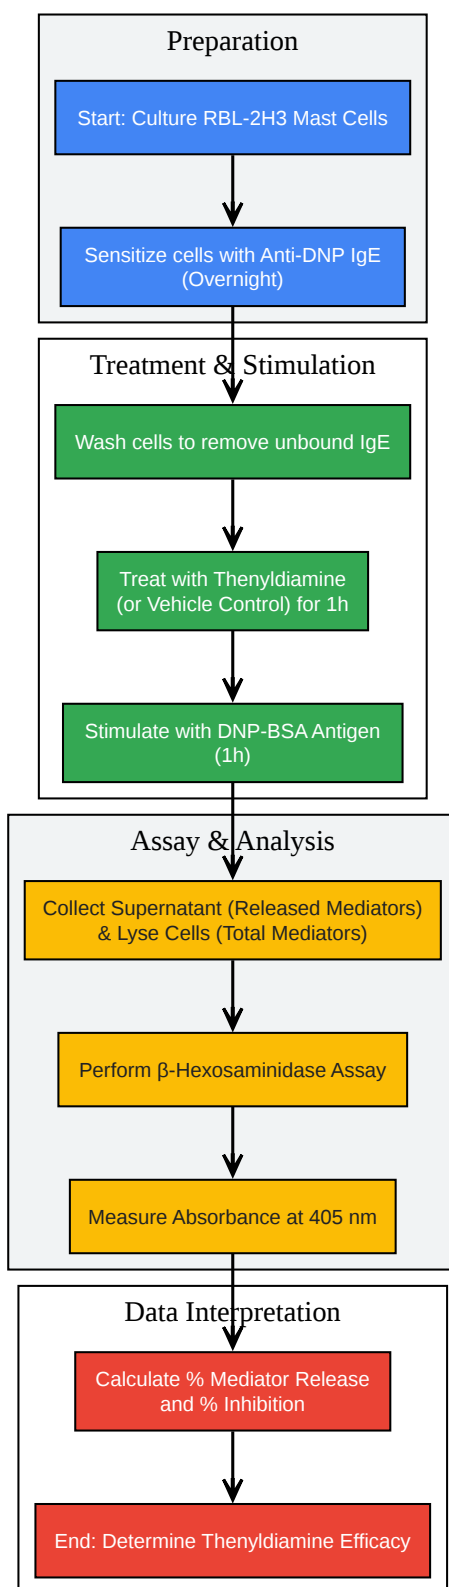 Preparation
Start: Culture RBL-2H3 Mast Cells
Sensitize cells with Anti-DNP IgE
(Overnight)
Treatment & Stimulation
Wash cells to remove unbound IgE
Treat with Thenyldiamine
(or Vehicle Control) for 1h
Stimulate with DNP-BSA Antigen
(1h)
Assay & Analysis
Collect Supernatant (Released Mediators)
& Lyse Cells (Total Mediators)
Perform β-Hexosaminidase Assay
Measure Absorbance at 405 nm
Data Interpretation
Calculate % Mediator Release
and % Inhibition
End: Determine Thenyldiamine Efficacy